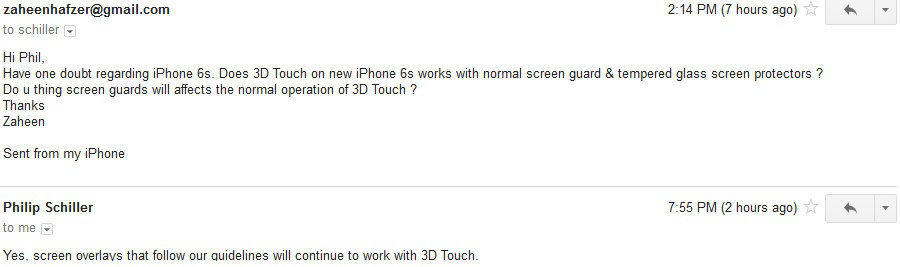 zaheenhafzer@gmail.com 2:14 PM (7 hours ago)
to schiller
Hi Phil,
Have one doubt regarding iPhone 6s. Does 3D Touch on new iPhone 6s works with normal screen guard & tempered glass screen protectors ?
Do u thing screen guards will affects the normal operation of 3D Touch ?
Thanks
Zaheen
Sent from my iPhone
Philip Schiller 7:55 PM (2 hours ago)
to me
Yes, screen overlays that follow our guidelines will continue to work with 3D Touch.